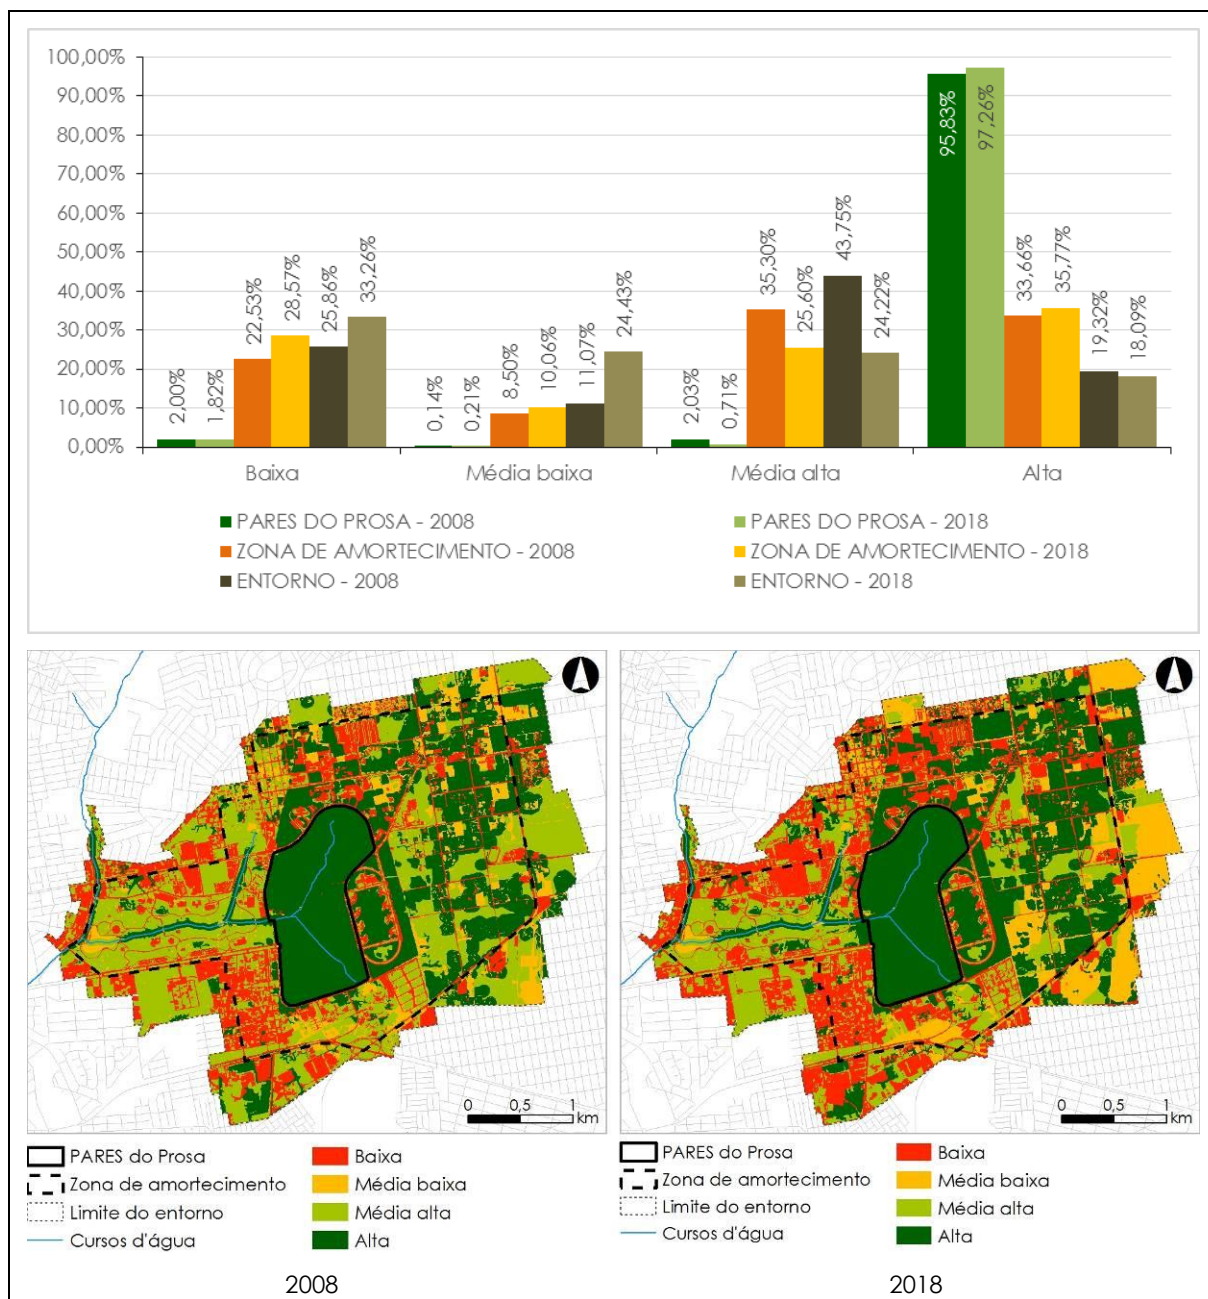 100,00%
90,00%
80,00%
70,00%
60,00%
50,00%
40,00%
30,00%
20,00%
10,00%
0,00%
2,00%
1,82%
22,53%
28,57%
25,86%
33,26%
0,14%
0,21%
8,50%
10,06%
11,07%
24,43%
2,03%
0,71%
35,30%
25,60%
43,75%
24,22%
95,83%
97,26%
33,66%
35,77%
19,32%
18,09%
Baixa Média baixa Média alta Alta
PARES DO PROSA - 2008 PARES DO PROSA - 2018
ZONA DE AMORTECIMENTO - 2008 ZONA DE AMORTECIMENTO - 2018
ENTORNO - 2008 ENTORNO - 2018
0 0,5 1
km
0 0,5 1
km
PARES do Prosa Baixa
Zona de amortecimento Média baixa
Limite do entorno Média alta
Cursos d'água Alta
2008
PARES do Prosa Baixa
Zona de amortecimento Média baixa
Limite do entorno Média alta
Cursos d'água Alta
2018